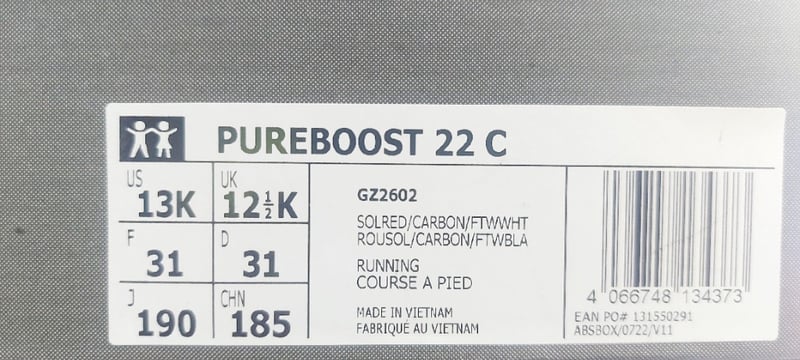 PUREBOOST 22 C
US
13K
UK
12½K
F
31
D
31
J
190
CHN
185
GZ2602
SOLRED/CARBON/FTWWHT
ROUSOL/CARBON/FTWBLA
RUNNING
COURSE A PIED
MADE IN VIETNAM
FABRIQUÉ AU VIETNAM
4 066748 134373
EAN PO# 131550291
ABSBOX/0722/V11